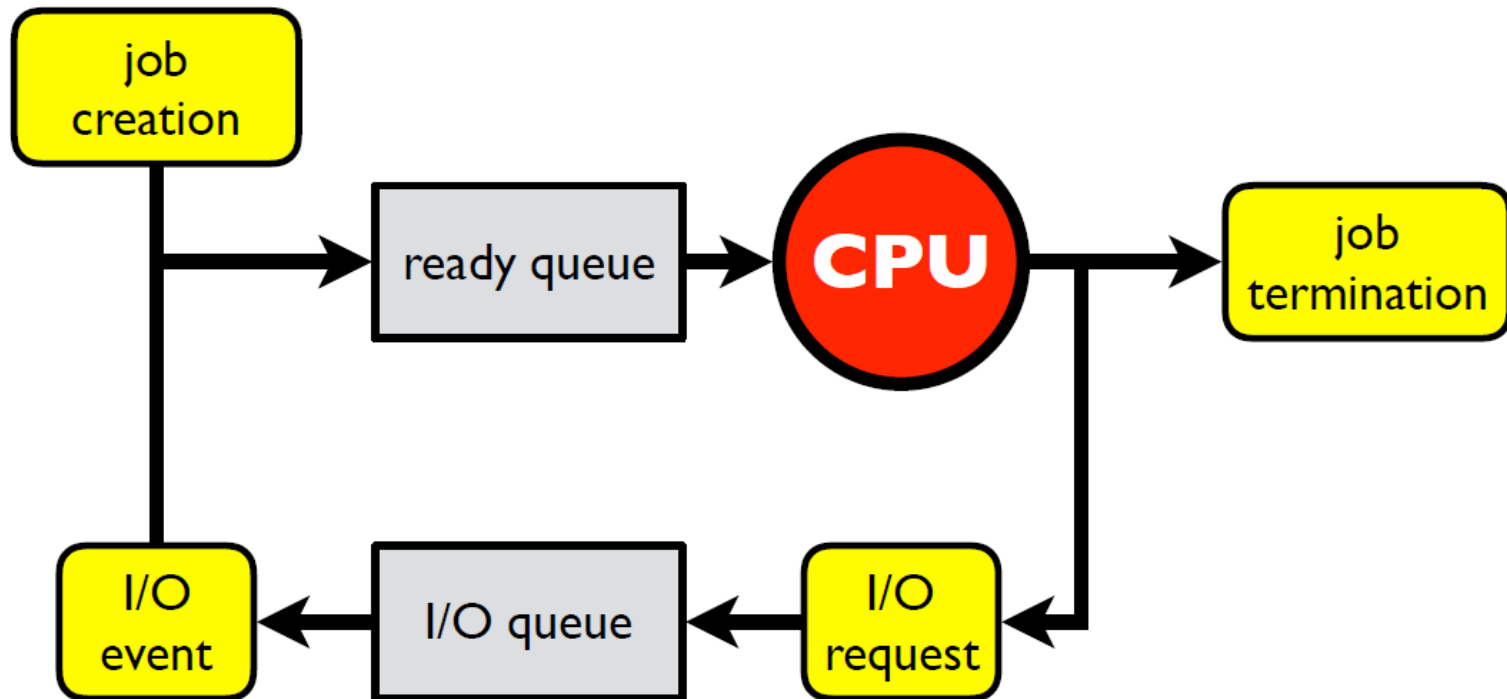 job
creation
ready queue
CPU
job
termination
I/O
event
I/O queue
I/O
request